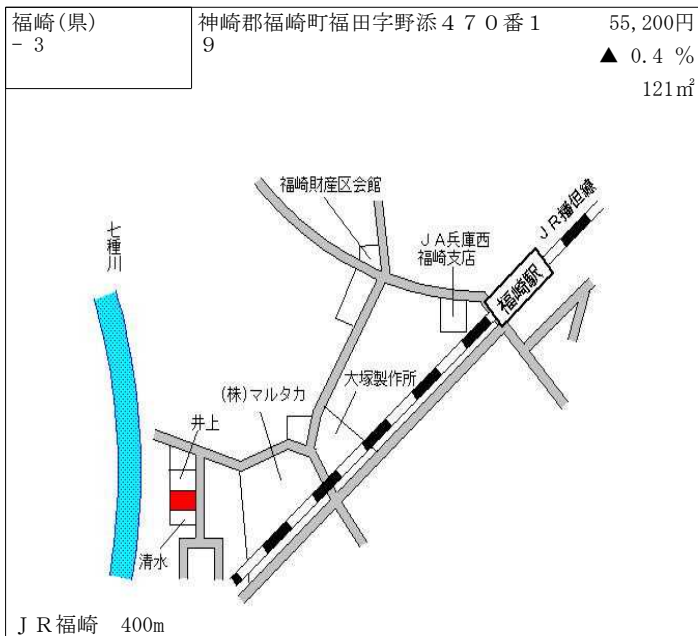 福崎(県)
- 3
神崎郡福崎町福田字野添４７０番１
９
55,200円
▲ 0.4 %
121㎡
福崎財産区会館
ＪＲ播但線
七種川
ＪＡ兵庫西
福崎支店
福崎駅
大塚製作所
(株)マルタカ
井上
清水
ＪＲ福崎　400m